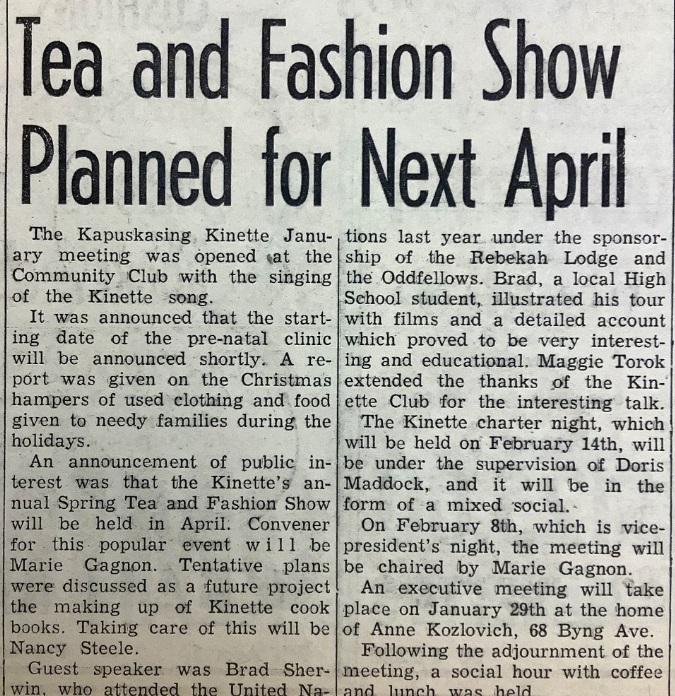 Tea and Fashion Show
Planned for Next April
The Kapuskasing Kinette Janu-
ary meeting was opened at the
Community Club with the singing
of the Kinette song.
It was announced that the start-
ing date of the pre-natal clinic
will be announced shortly. A re-
port was given on the Christmas
hampers of used clothing and food
given to needy families during the
holidays.
An announcement of public in-
terest was that the Kinette's an-
nual Spring Tea and Fashion Show
will be held in April. Convener
for this popular event will be
Marie Gagnon. Tentative plans
were discussed as a future project
the making up of Kinette cook
books. Taking care of this will be
Nancy Steele.
Guest speaker was Brad Sher-
win, who attended the United Na-
tions last year under the sponsor-
ship of the Rebekah Lodge and
the Oddfellows. Brad, a local High
School student, illustrated his tour
with films and a detailed account
which proved to be very interest-
ing and educational. Maggie Torok
extended the thanks of the Kin-
ette Club for the interesting talk.
The Kinette charter night, which
will be held on February 14th, will
be under the supervision of Doris
Maddock, and it will be in the
form of a mixed social.
On February 8th, which is vice-
president's night, the meeting will
be chaired by Marie Gagnon.
An executive meeting will take
place on January 29th at the home
of Anne Kozlovich, 68 Byng Ave.
Following the adjournment of the
meeting, a social hour with coffee
and lunch was held.